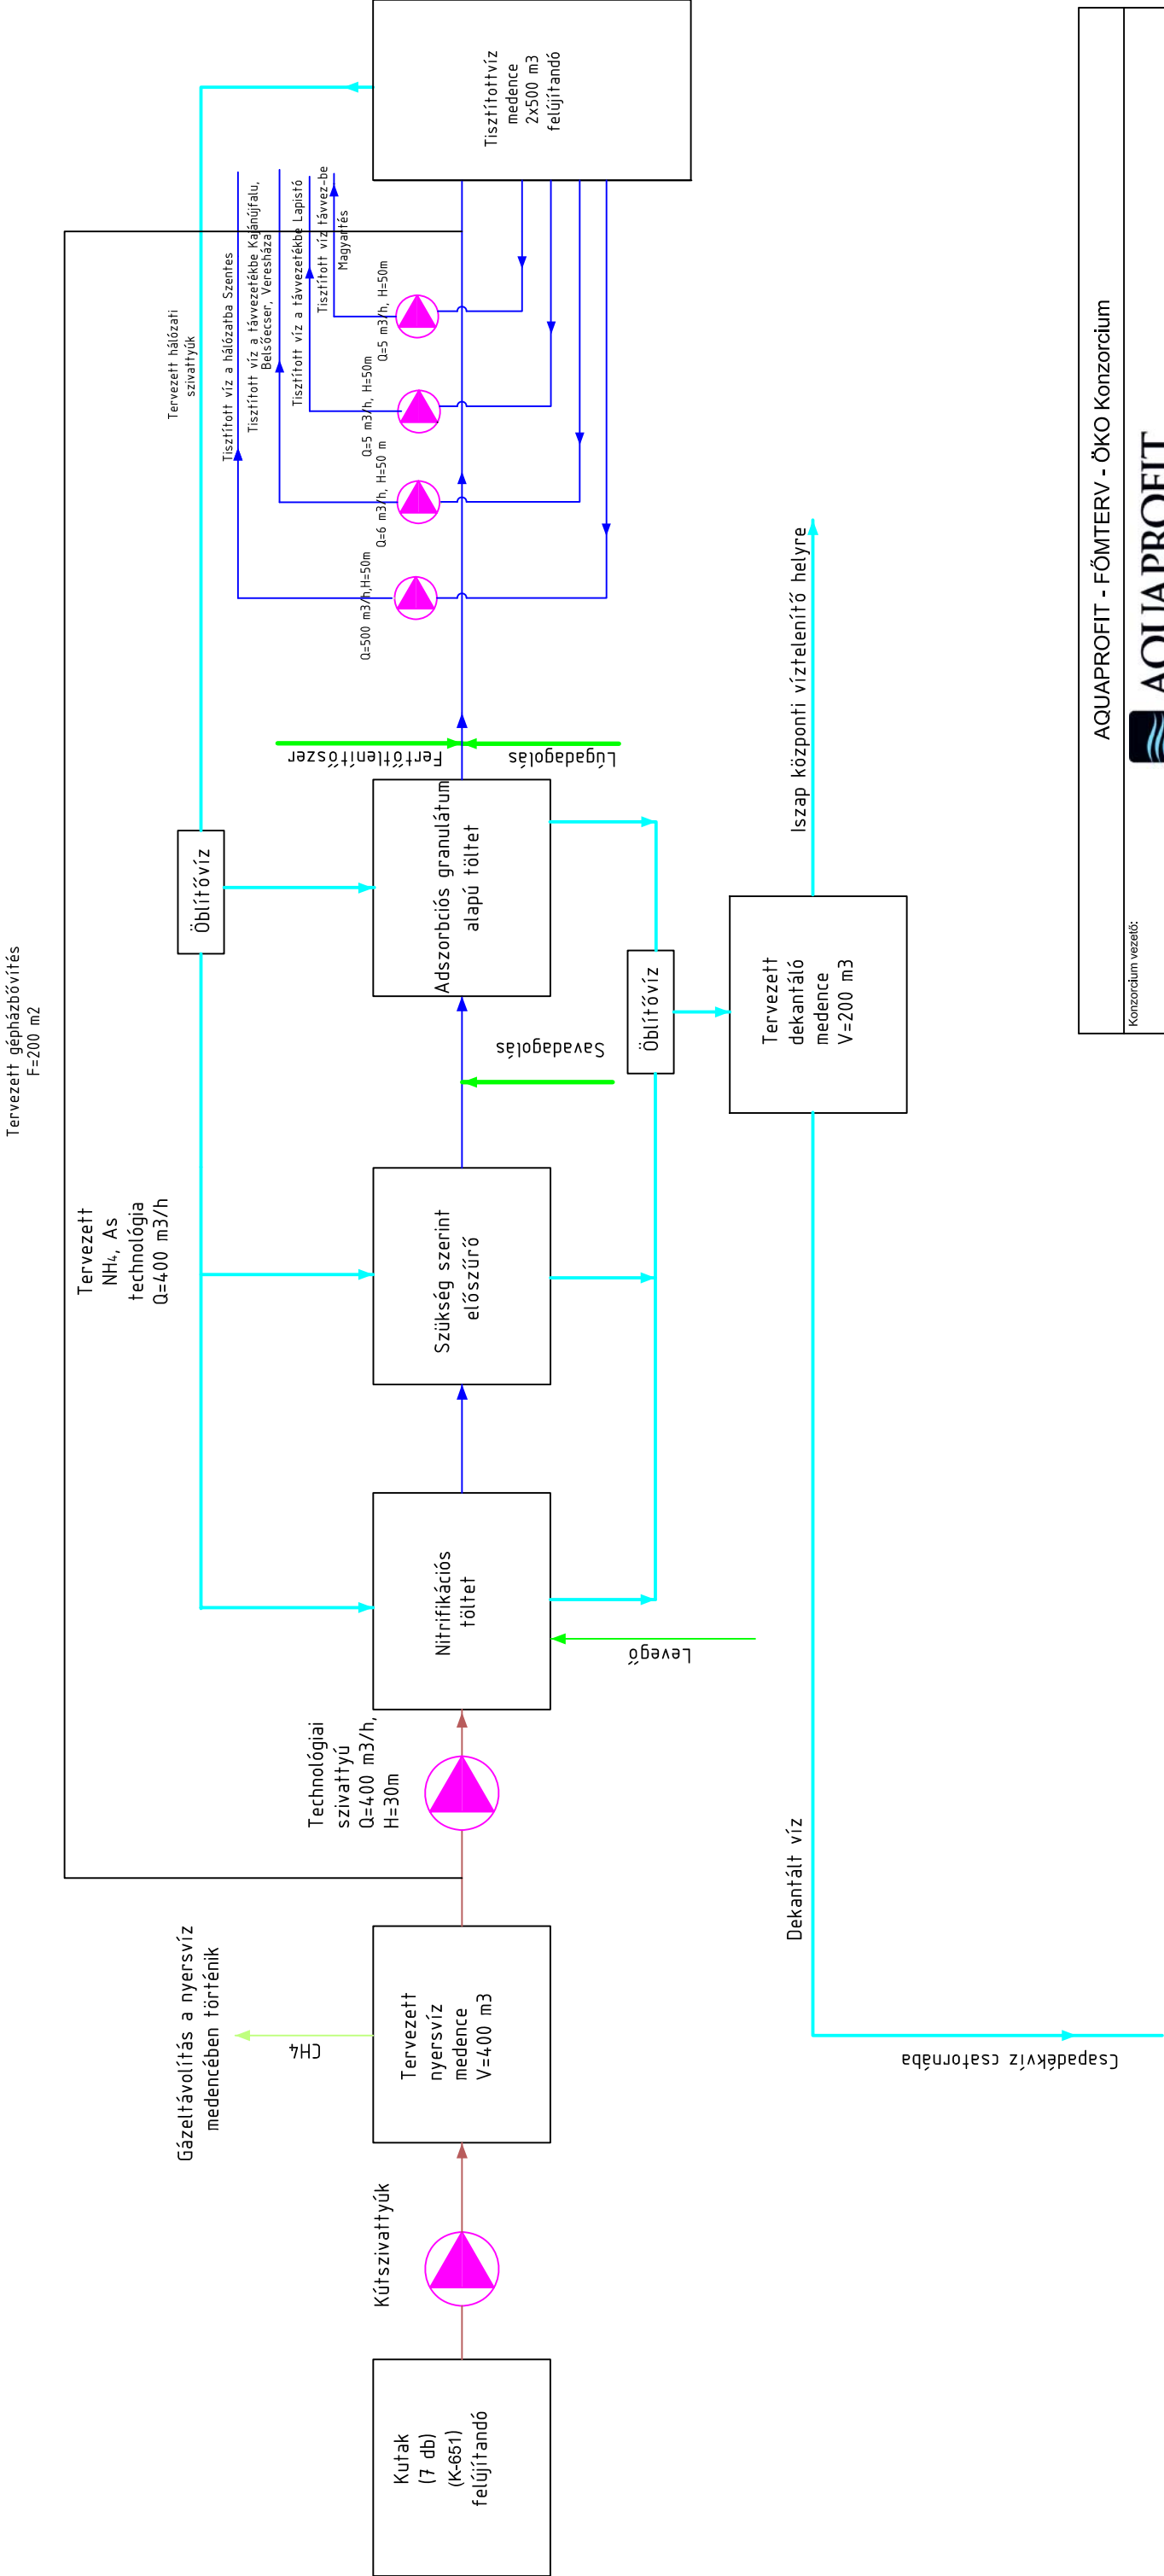 Tervezett gépházbővítés
F=200 m2
Tervezett
NH4, As
technológia
Q=400 m3/h
Gázeltávolítás a nyersvíz
medencében történik
CH4
Kutak
(7 db)
(K-651)
felújítandó
Kútszivattyúk
Tervezett
nyersvíz
medence
V=400 m3
Technológiai
szivattyú
Q=400 m3/h,
H=30m
Nitrifikációs
töltet
Levegő
Szükség szerint
előszűrő
Savadagolás
Adszorbciós granulátum
alapú töltet
Öblítővíz
Öblítővíz
Fertőtlenítőszer
Lúgadagolás
Tervezett hálózati
szivattyúk
Tisztított víz a hálózatba Szentes
Tisztított víz a távvezetékbe Kajánújfalu,
Belsőecser, Veresháza
Tisztított víz a távvezetékbe Lapistó
Tisztított víz távvez-be
Magyartés
Q=500 m3/h,H=50m
Q=6 m3/h, H=50 m
Q=5 m3/h, H=50m
Q=5 m3/h, H=50m
Tisztítottvíz
medence
2x500 m3
felújítandó
Tervezett
dekantáló
medence
V=200 m3
Iszap központi víztelenítő helyre
Dekantált víz
Csapadékvíz csatornába
AQUAPROFIT - FŐMTERV - ÖKO Konzorcium
Konzorcium vezető:
AQUAPROFIT